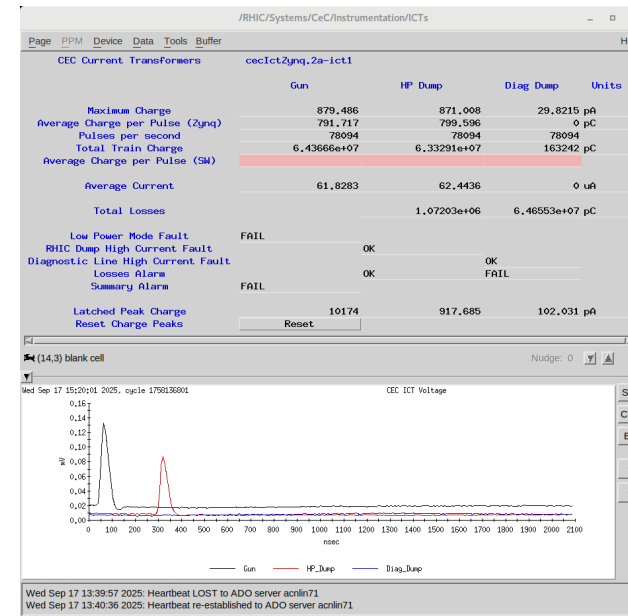 /RHIC/Systems/CeC/Instrumentation/ICTs
Page PPM Device Data Tools Buffer H
CEC Current Transformers cecIctZynq.2a-ict1
Gun HP Dump Diag Dump Units
Maximum Charge 879.486 871.008 29.8215 pA
Average Charge per Pulse (Zynq) 791.717 799.596 0 pC
Pulses per second 78094 78094 78094
Total Train Charge 6.43666e+07 6.33291e+07 163242 pC
Average Charge per Pulse (SW)
Average Current 61.8283 62.4436 0 uA
Total Losses 1.07203e+06 6.46553e+07 pC
Low Power Mode Fault FAIL
RHIC Dump High Current Fault OK
Diagnostic Line High Current Fault OK
Losses Alarm OK FAIL
Summary Alarm FAIL
Latched Peak Charge 10174 917.685 102.031 pA
Reset Charge Peaks Reset
(14,3) blank cell Nudge: 0
Wed Sep 17 15:20:01 2025, cycle 1758136801 CEC ICT Voltage
S
C
E
0.16
0.14
0.12
0.10
0.08
0.06
0.04
0.02
0.00
mV
0 100 200 300 400 500 600 700 800 900 1000 1100 1200 1300 1400 1500 1600 1700 1800 1900 2000 2100
nsec
Gun HP_Dump Diag_Dump
Wed Sep 17 13:39:57 2025: Heartbeat LOST to ADO server acnlin71
Wed Sep 17 13:40:36 2025: Heartbeat re-established to ADO server acnlin71